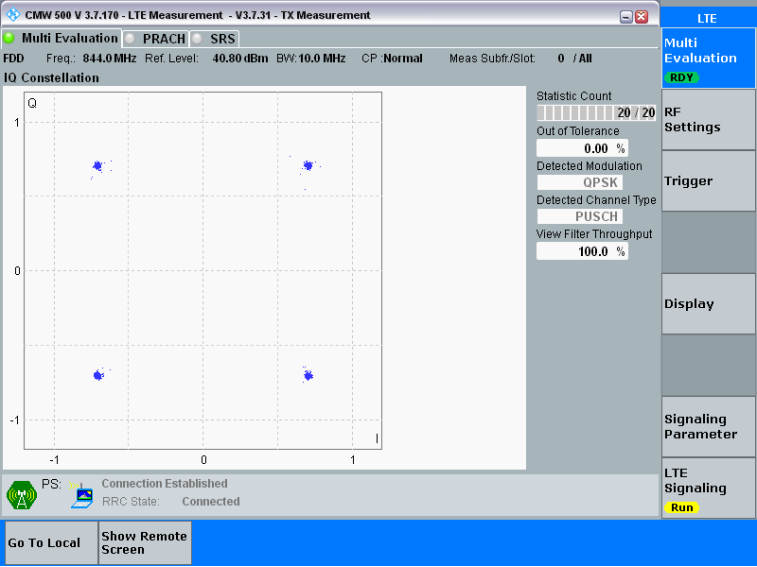 CMW 500 V 3.7.170 - LTE Measurement - V3.7.31 - TX Measurement
LTE
Multi Evaluation PRACH SRS
Multi Evaluation
RDY
FDD Freq.: 844.0 MHz Ref. Level: 40.80 dBm BW: 10.0 MHz CP : Normal Meas Subfr./Slot: 0 / All
IQ Constellation
Q
1
0
-1
-1 0 1
I
Statistic Count
20 / 20
Out of Tolerance
0.00 %
Detected Modulation
QPSK
Detected Channel Type
PUSCH
View Filter Throughput
100.0 %
RF
Settings
Trigger
Display
Signaling
Parameter
LTE
Signaling
Run
PS: Connection Established
RRC State: Connected
Go To Local
Show Remote
Screen